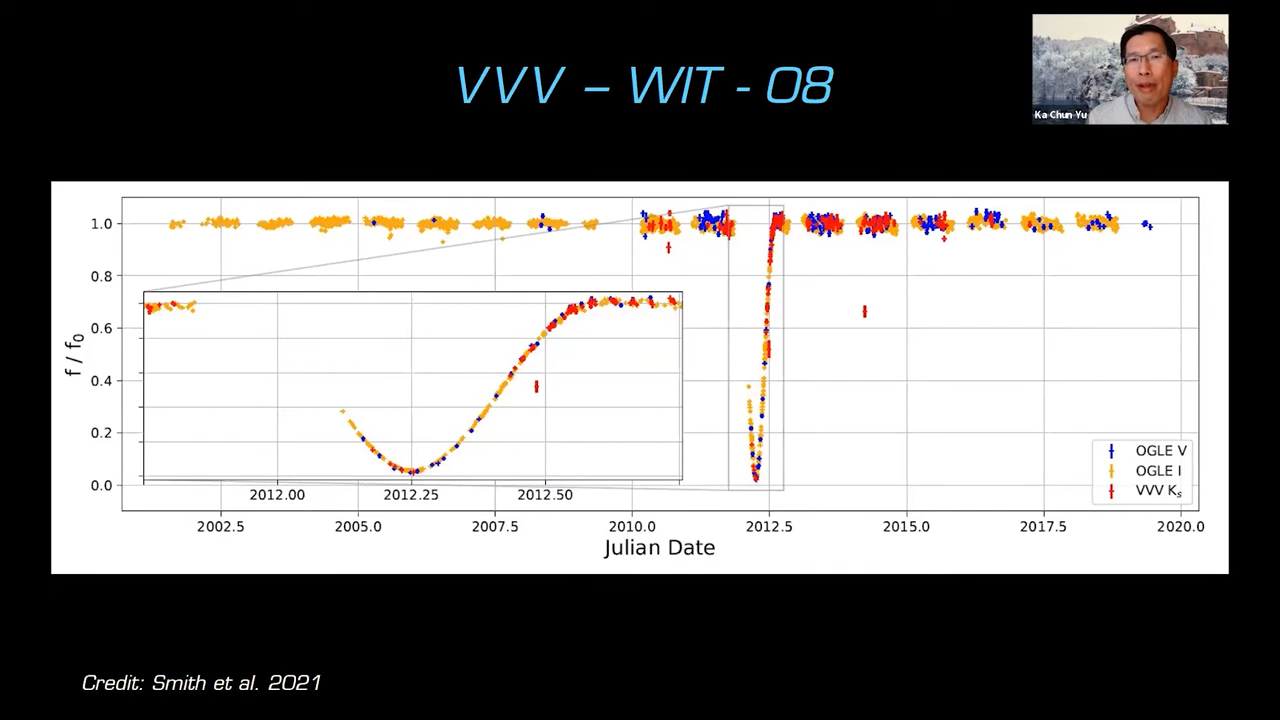 VVV – WIT - 08
Ka Chun Yu
f / f₀
1.0
0.8
0.6
0.4
0.2
0.0
2012.00 2012.25 2012.50
OGLE V
OGLE I
VVV Kₛ
2002.5 2005.0 2007.5 2010.0 2012.5 2015.0 2017.5 2020.0
Julian Date
Credit: Smith et al. 2021